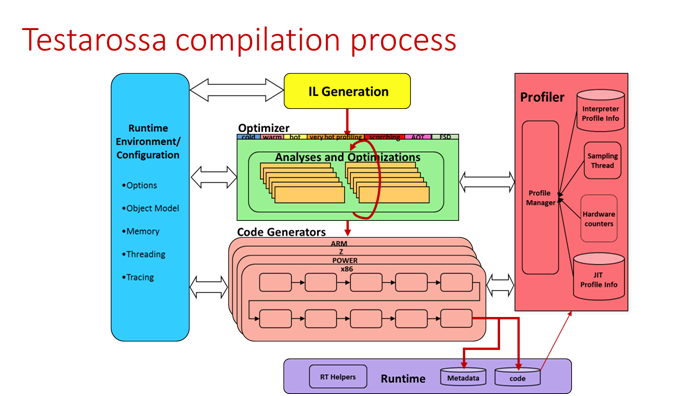 Testarossa compilation process
IL Generation
Runtime
Environment/
Configuration
•Options
•Object Model
•Memory
•Threading
•Tracing
Optimizer
cold warm hot very hot profiling scorching AOT FSD
Analyses and Optimizations
Code Generators
ARM
Z
POWER
x86
Profiler
Interpreter
Profile Info
Sampling
Thread
Profile
Manager
Hardware
counters
JIT
Profile Info
RT Helpers
Runtime
Metadata
code